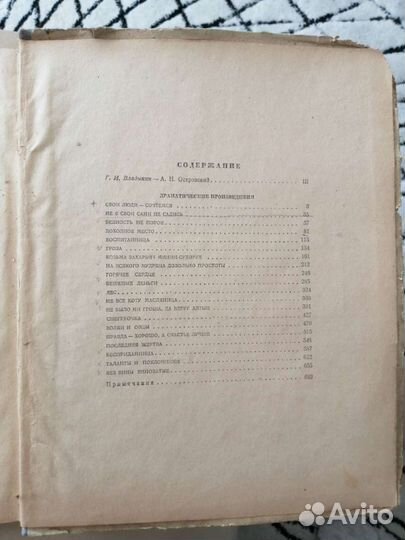 СОДЕРЖАНИЕ
Г. И. Владыкин — А. Н. Островский . . . III
ДРАМАТИЧЕСКИЕ ПРОИЗВЕДЕНИЯ
СВОИ ЛЮДИ — СОЧТЕМСЯ
НЕ В СВОИ САНИ НЕ САДИСЬ
БЕДНОСТЬ НЕ ПОРОК
ДОХОДНОЕ МЕСТО
ВОСПИТАННИЦА
ГРОЗА
КОЗЬМА ЗАХАРЬИЧ МИНИН-СУХОРУК
НА ВСЯКОГО МУДРЕЦА ДОВОЛЬНО ПРОСТОТЫ
ГОРЯЧЕЕ СЕРДЦЕ
БЕШЕНЫЕ ДЕНЬГИ
ЛЕС
НЕ ВСЕ КОТУ МАСЛЕНИЦА
НЕ БЫЛО НИ ГРОША, ДА ВДРУГ АЛТЫН
СНЕГУРОЧКА
ВОЛКИ И ОВЦЫ
ПРАВДА — ХОРОШО, А СЧАСТЬЕ ЛУЧШЕ
ПОСЛЕДНЯЯ ЖЕРТВА
БЕСПРИДАННИЦА
ТАЛАНТЫ И ПОКЛОННИКИ
БЕЗ ВИНЫ ВИНОВАТЫЕ
Примечания
Avito